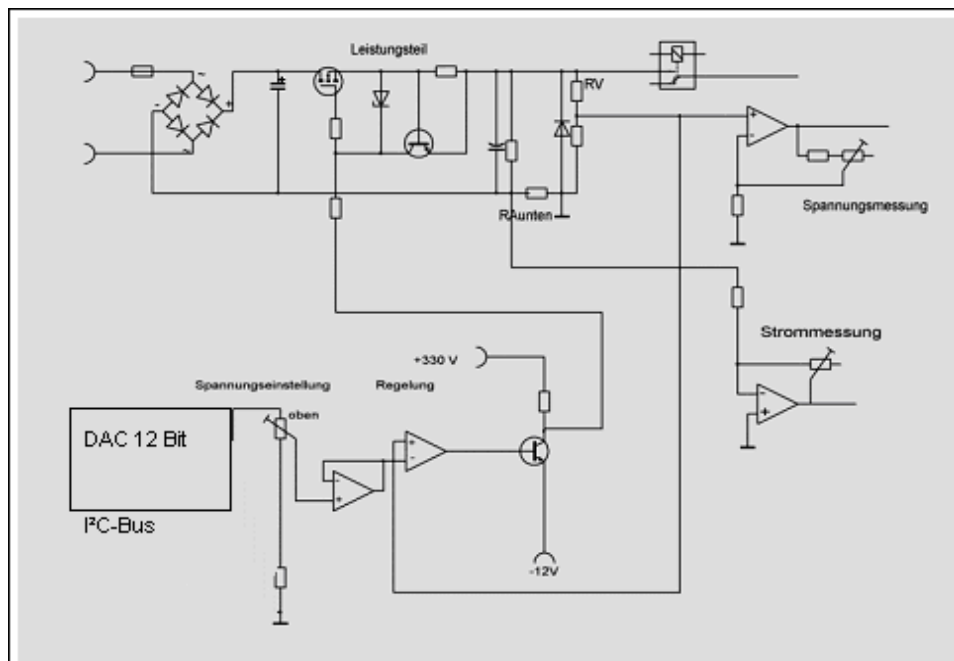 Leistungsteil
~
RV
-
+
+
~
+
-
RAunten
Spannungsmessung
Strommessung
+330 V
Spannungseinstellung
Regelung
oben
DAC 12 Bit
+
-
-
+
-
+
I²C-Bus
-12V